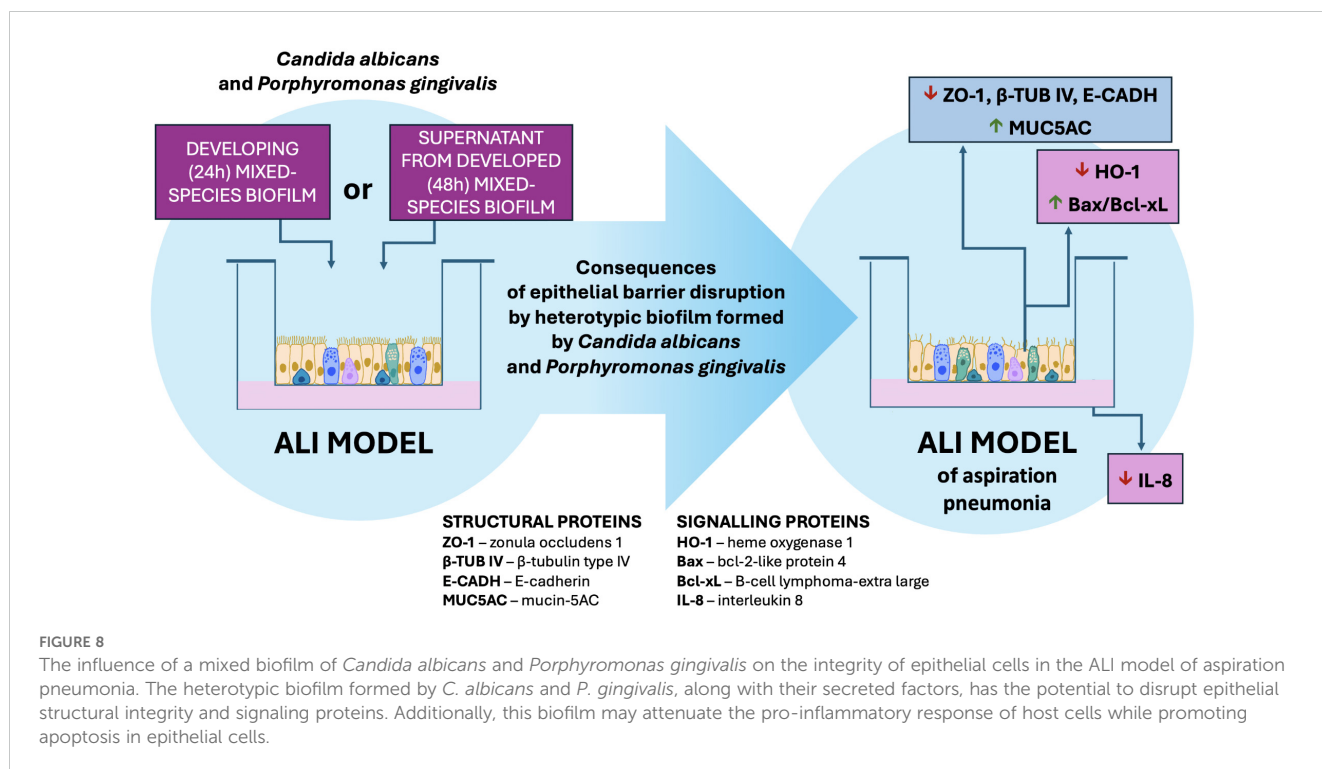 Candida albicans
and Porphyromonas gingivalis
DEVELOPING
(24h) MIXED-
SPECIES BIOFILM
or
SUPERNATANT
FROM DEVELOPED
(48h) MIXED-
SPECIES BIOFILM
ALI MODEL
Consequences
of epithelial barrier disruption
by heterotypic biofilm formed
by Candida albicans
and Porphyromonas gingivalis
↓ ZO-1, β-TUB IV, E-CADH
↑ MUC5AC
↓ HO-1
↑ Bax/Bcl-xL
ALI MODEL
of aspiration
pneumonia
↓ IL-8
STRUCTURAL PROTEINS
ZO-1 – zonula occludens 1
β-TUB IV – β-tubulin type IV
E-CADH – E-cadherin
MUC5AC – mucin-5AC
SIGNALLING PROTEINS
HO-1 – heme oxygenase 1
Bax – bcl-2-like protein 4
Bcl-xL – B-cell lymphoma-extra large
IL-8 – interleukin 8
FIGURE 8
The influence of a mixed biofilm of Candida albicans and Porphyromonas gingivalis on the integrity of epithelial cells in the ALI model of aspiration
pneumonia. The heterotypic biofilm formed by C. albicans and P. gingivalis, along with their secreted factors, has the potential to disrupt epithelial
structural integrity and signaling proteins. Additionally, this biofilm may attenuate the pro-inflammatory response of host cells while promoting
apoptosis in epithelial cells.